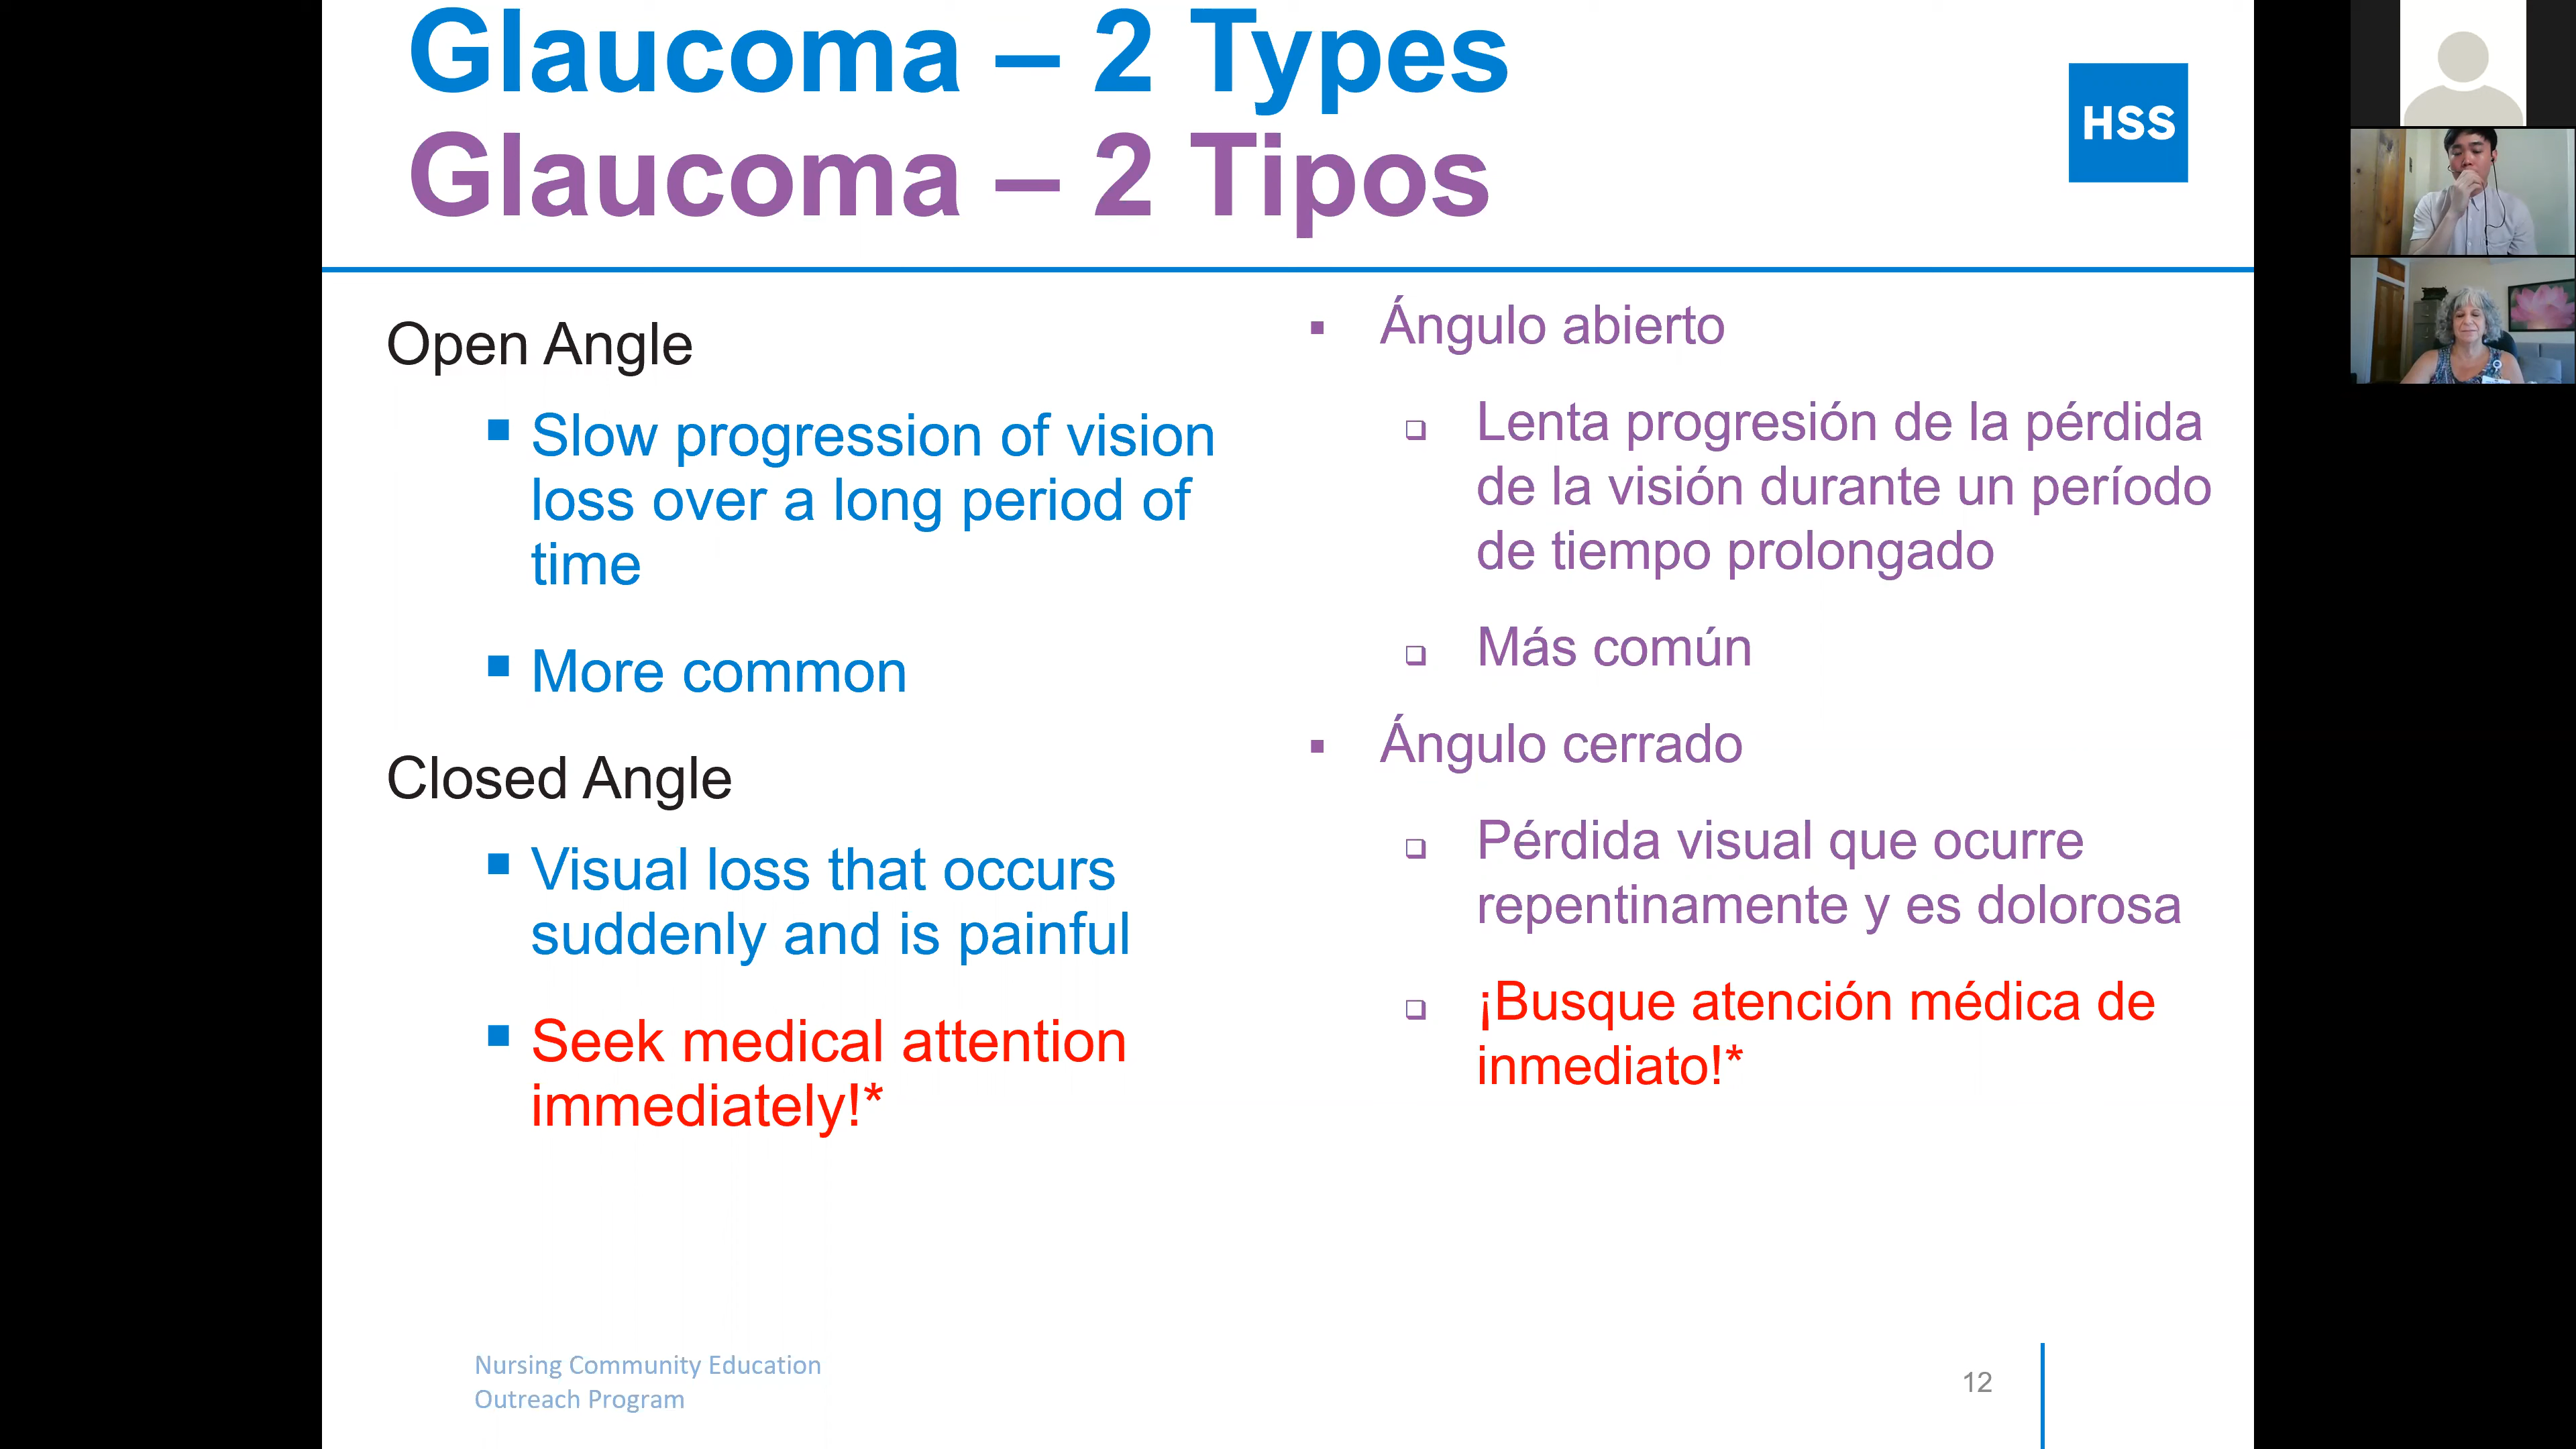 Glaucoma – 2 Types
Glaucoma – 2 Tipos
HSS
Open Angle
Slow progression of vision
loss over a long period of
time
More common
Closed Angle
Visual loss that occurs
suddenly and is painful
Seek medical attention
immediately!*
Ángulo abierto
Lenta progresión de la pérdida
de la visión durante un período
de tiempo prolongado
Más común
Ángulo cerrado
Pérdida visual que ocurre
repentinamente y es dolorosa
¡Busque atención médica de
inmediato!*
Nursing Community Education
Outreach Program
12